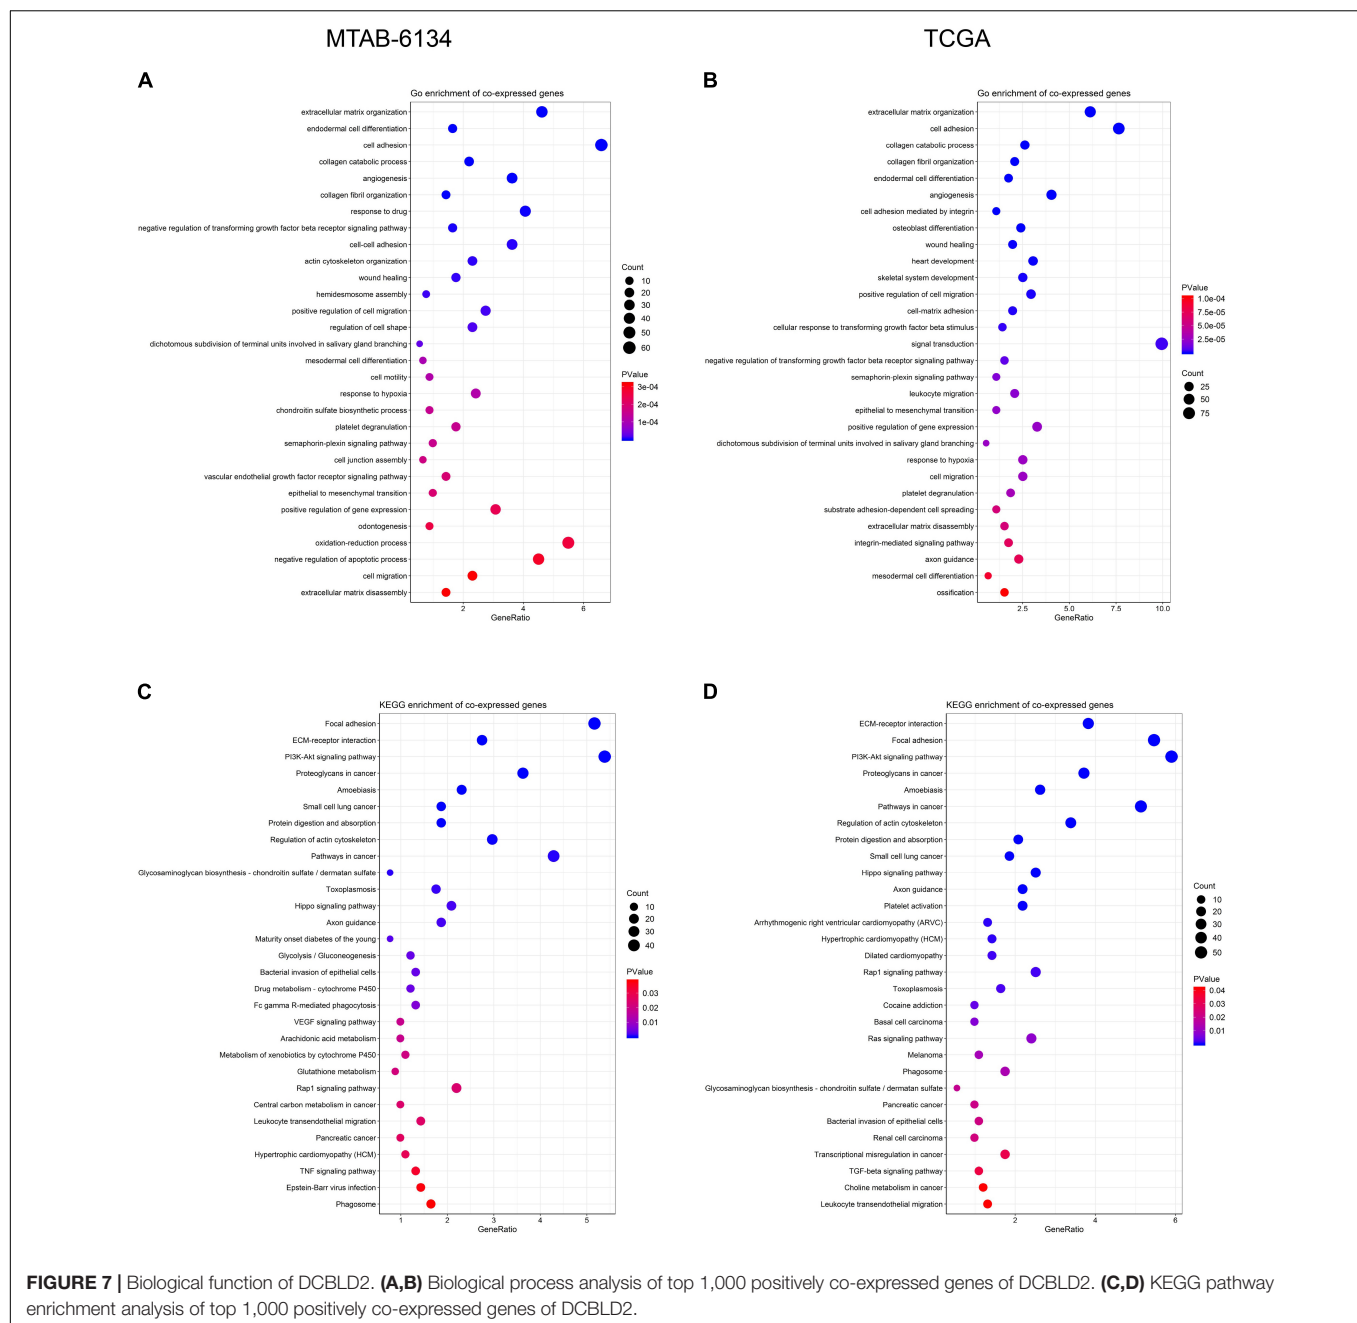 MTAB-6134
TCGA
A
Go enrichment of co-expressed genes
extracellular matrix organization
endodermal cell differentiation
cell adhesion
collagen catabolic process
angiogenesis
collagen fibril organization
response to drug
negative regulation of transforming growth factor beta receptor signaling pathway
cell-cell adhesion
actin cytoskeleton organization
wound healing
hemidesmosome assembly
positive regulation of cell migration
regulation of cell shape
dichotomous subdivision of terminal units involved in salivary gland branching
mesodermal cell differentiation
cell motility
response to hypoxia
chondroitin sulfate biosynthetic process
platelet degranulation
semaphorin-plexin signaling pathway
cell junction assembly
vascular endothelial growth factor receptor signaling pathway
epithelial to mesenchymal transition
positive regulation of gene expression
odontogenesis
oxidation-reduction process
negative regulation of apoptotic process
cell migration
extracellular matrix disassembly
2 4 6
GeneRatio
Count
10
20
30
40
50
60
PValue
3e-04
2e-04
1e-04
B
Go enrichment of co-expressed genes
extracellular matrix organization
cell adhesion
collagen catabolic process
collagen fibril organization
endodermal cell differentiation
angiogenesis
cell adhesion mediated by integrin
osteoblast differentiation
wound healing
heart development
skeletal system development
positive regulation of cell migration
cell-matrix adhesion
cellular response to transforming growth factor beta stimulus
signal transduction
negative regulation of transforming growth factor beta receptor signaling pathway
semaphorin-plexin signaling pathway
leukocyte migration
epithelial to mesenchymal transition
positive regulation of gene expression
dichotomous subdivision of terminal units involved in salivary gland branching
response to hypoxia
cell migration
platelet degranulation
substrate adhesion-dependent cell spreading
extracellular matrix disassembly
integrin-mediated signaling pathway
axon guidance
mesodermal cell differentiation
ossification
2.5 5.0 7.5 10.0
GeneRatio
PValue
1.0e-04
7.5e-05
5.0e-05
2.5e-05
Count
25
50
75
C
KEGG enrichment of co-expressed genes
Focal adhesion
ECM-receptor interaction
PI3K-Akt signaling pathway
Proteoglycans in cancer
Amoebiasis
Small cell lung cancer
Protein digestion and absorption
Regulation of actin cytoskeleton
Pathways in cancer
Glycosaminoglycan biosynthesis - chondroitin sulfate / dermatan sulfate
Toxoplasmosis
Hippo signaling pathway
Axon guidance
Maturity onset diabetes of the young
Glycolysis / Gluconeogenesis
Bacterial invasion of epithelial cells
Drug metabolism - cytochrome P450
Fc gamma R-mediated phagocytosis
VEGF signaling pathway
Arachidonic acid metabolism
Metabolism of xenobiotics by cytochrome P450
Glutathione metabolism
Rap1 signaling pathway
Central carbon metabolism in cancer
Leukocyte transendothelial migration
Pancreatic cancer
Hypertrophic cardiomyopathy (HCM)
TNF signaling pathway
Epstein-Barr virus infection
Phagosome
1 2 3 4 5
GeneRatio
Count
10
20
30
40
PValue
0.03
0.02
0.01
D
KEGG enrichment of co-expressed genes
ECM-receptor interaction
Focal adhesion
PI3K-Akt signaling pathway
Proteoglycans in cancer
Amoebiasis
Pathways in cancer
Regulation of actin cytoskeleton
Protein digestion and absorption
Small cell lung cancer
Hippo signaling pathway
Axon guidance
Platelet activation
Arrhythmogenic right ventricular cardiomyopathy (ARVC)
Hypertrophic cardiomyopathy (HCM)
Dilated cardiomyopathy
Rap1 signaling pathway
Toxoplasmosis
Cocaine addiction
Basal cell carcinoma
Ras signaling pathway
Melanoma
Phagosome
Glycosaminoglycan biosynthesis - chondroitin sulfate / dermatan sulfate
Pancreatic cancer
Bacterial invasion of epithelial cells
Renal cell carcinoma
Transcriptional misregulation in cancer
TGF-beta signaling pathway
Choline metabolism in cancer
Leukocyte transendothelial migration
2 4 6
GeneRatio
Count
10
20
30
40
50
PValue
0.04
0.03
0.02
0.01
FIGURE 7 | Biological function of DCBLD2. (A,B) Biological process analysis of top 1,000 positively co-expressed genes of DCBLD2. (C,D) KEGG pathway
enrichment analysis of top 1,000 positively co-expressed genes of DCBLD2.